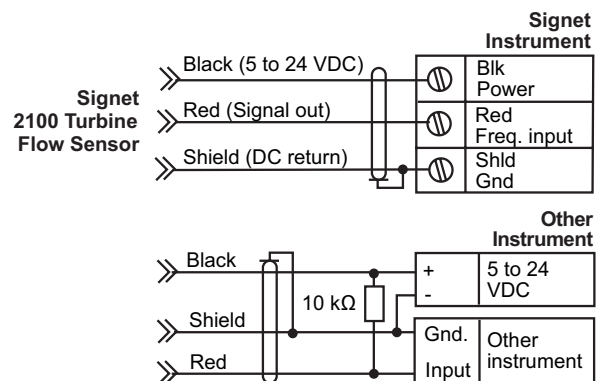 Signet
Instrument
Black (5 to 24 VDC)
Blk
Power
Signet
2100 Turbine
Flow Sensor
Red (Signal out)
Red
Freq. input
Shield (DC return)
Shld
Gnd
Other
Instrument
Black
+
-
5 to 24
VDC
10 kΩ
Shield
Gnd.
Other
instrument
Red
Input